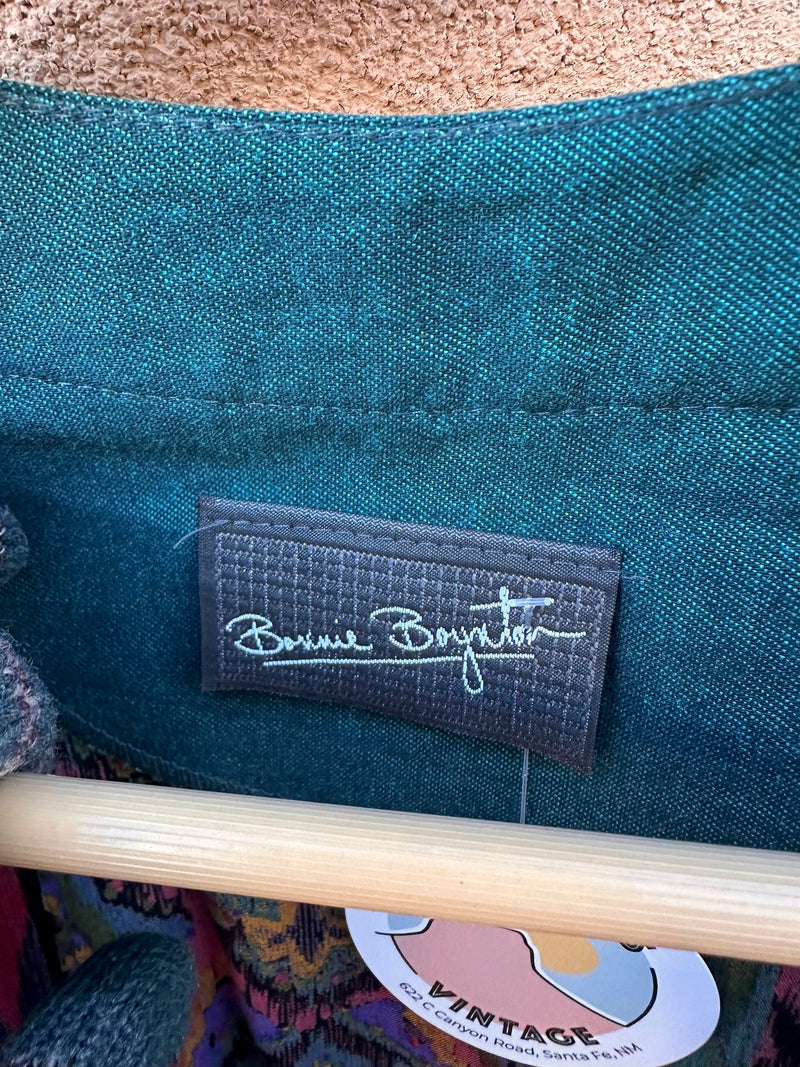 Bonnie Boynton
VINTAGE
622 C Canyon Road, Santa Fe, NM